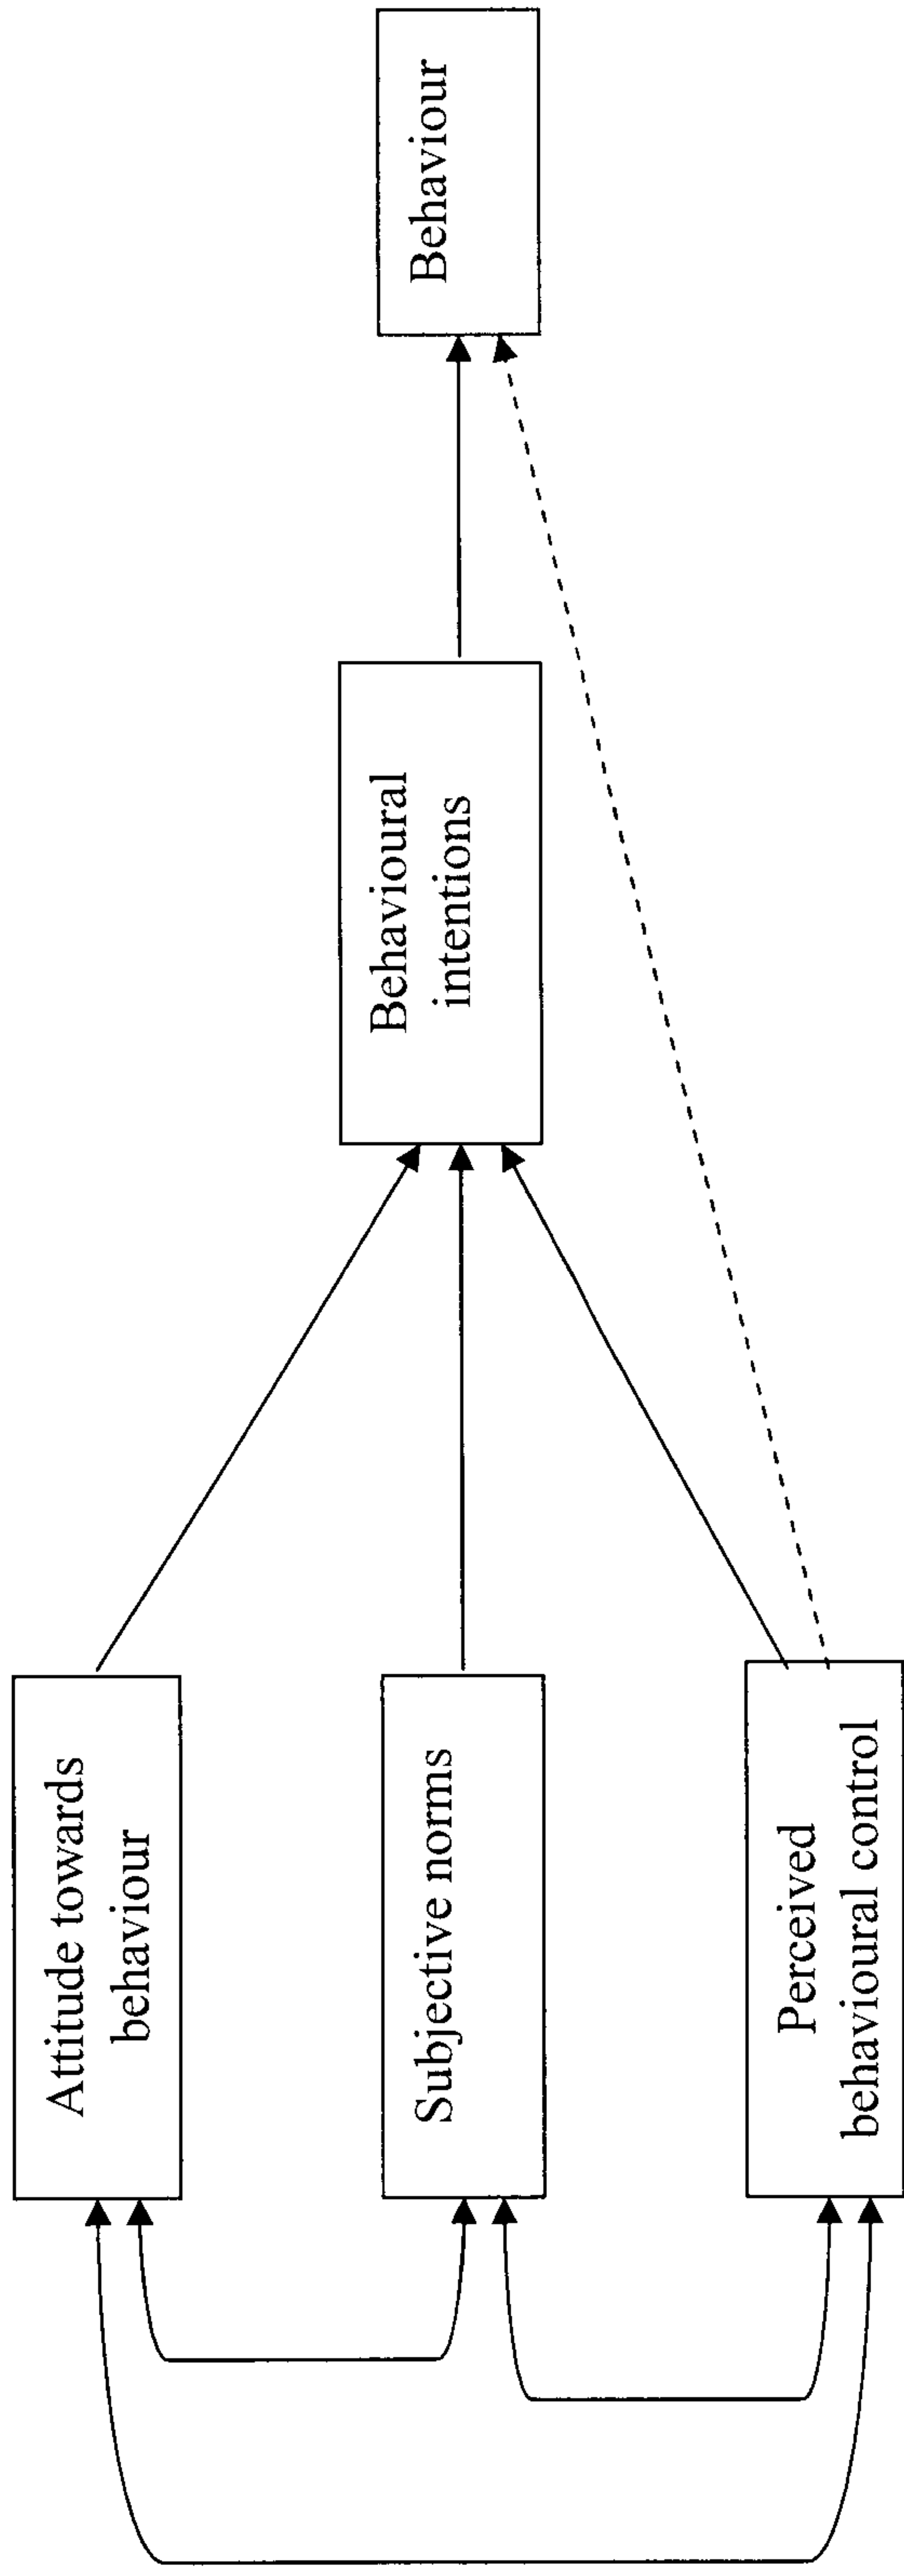 Attitude towards
behaviour
Subjective norms
Perceived
behavioural control
Behavioural
intentions
Behaviour